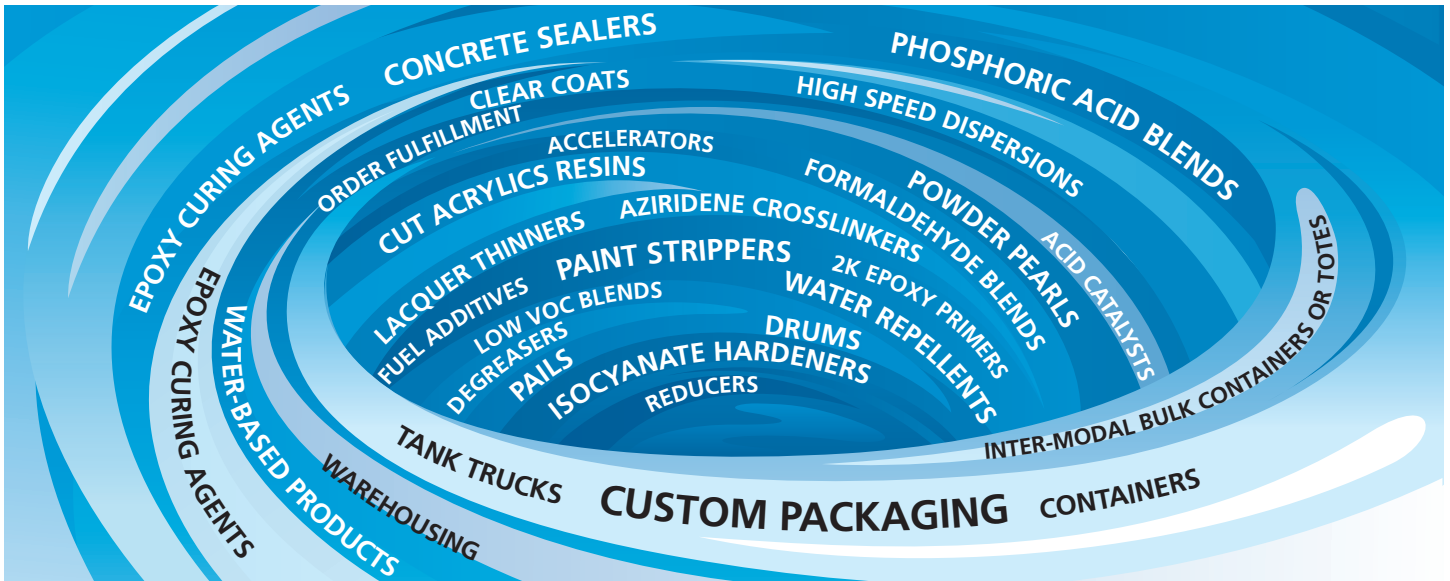 CONCRETE SEALERS
PHOSPHORIC ACID BLENDS
EPOXY CURING AGENTS
CLEAR COATS
HIGH SPEED DISPERSIONS
ORDER FULFILLMENT
ACCELERATORS
CUT ACRYLICS RESINS
FORMALDEHYDE BLENDS
POWDER PEARLS
ACID CATALYSTS
LACQUER THINNERS
AZIRIDENE CROSSLINKERS
PAINT STRIPPERS
2K EPOXY PRIMERS
FUEL ADDITIVES
LOW VOC BLENDS
WATER REPELLENTS
DEGREASERS
DRUMS
PAILS
ISOCYANATE HARDENERS
REDUCERS
EPOXY CURING AGENTS
WATER-BASED PRODUCTS
WAREHOUSING
TANK TRUCKS
CUSTOM PACKAGING
CONTAINERS
INTER-MODAL BULK CONTAINERS OR TOTES